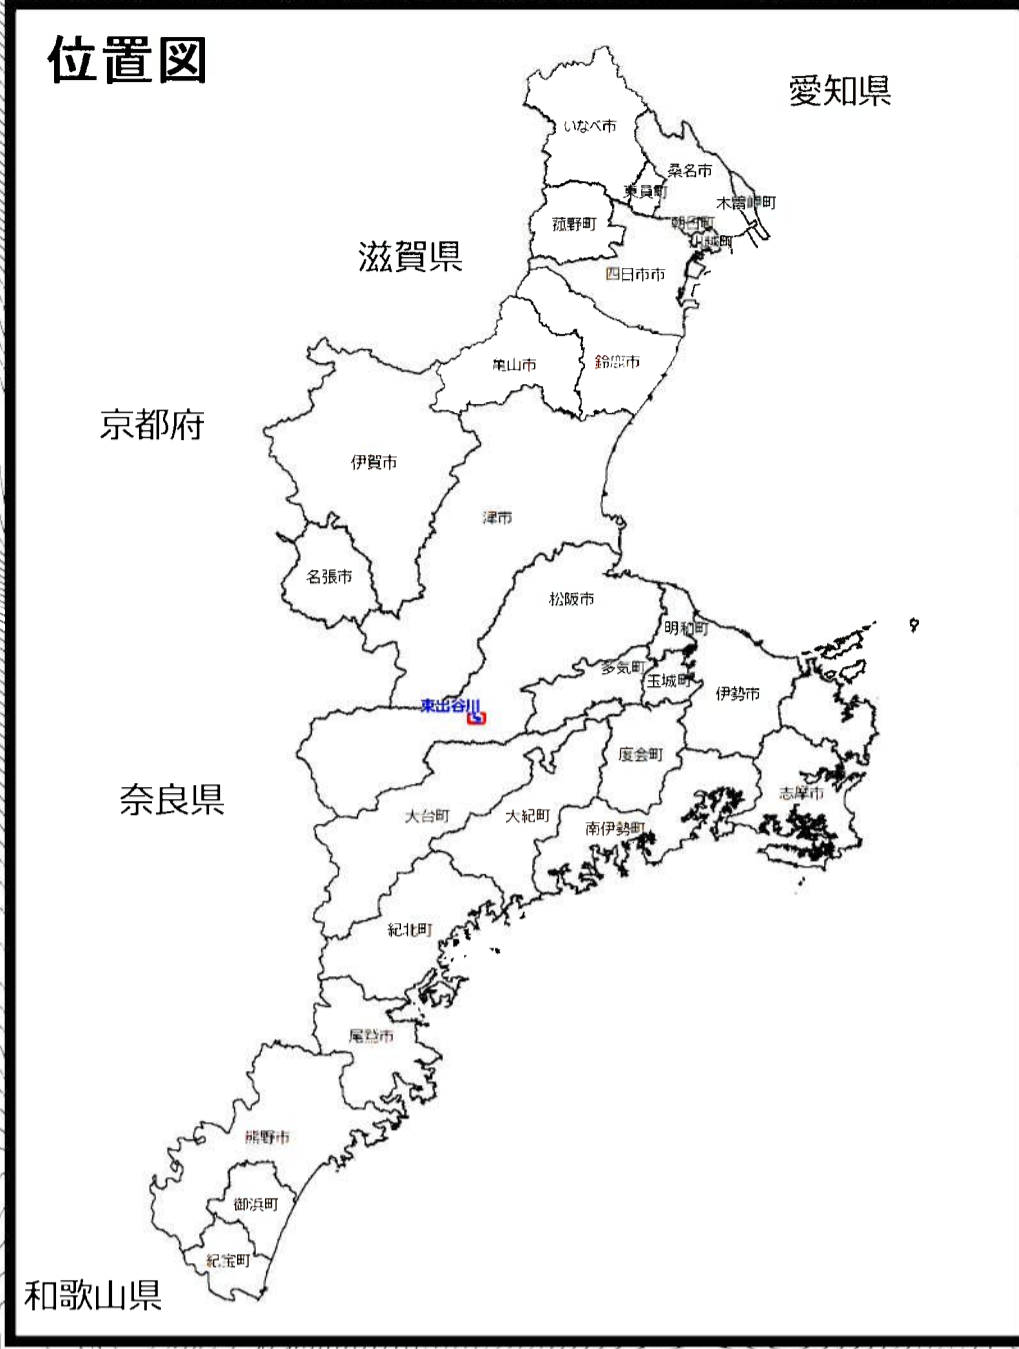 位置図
愛知県
いなべ市
桑名市
東員町
木曽岬町
菰野町
朝日町
川越町
滋賀県
四日市市
亀山市
鈴鹿市
京都府
伊賀市
津市
名張市
松阪市
明和町
多気町
玉城町
伊勢市
東出谷川
度会町
奈良県
志摩市
大台町
大紀町
南伊勢町
紀北町
尾鷲市
熊野市
御浜町
紀宝町
和歌山県